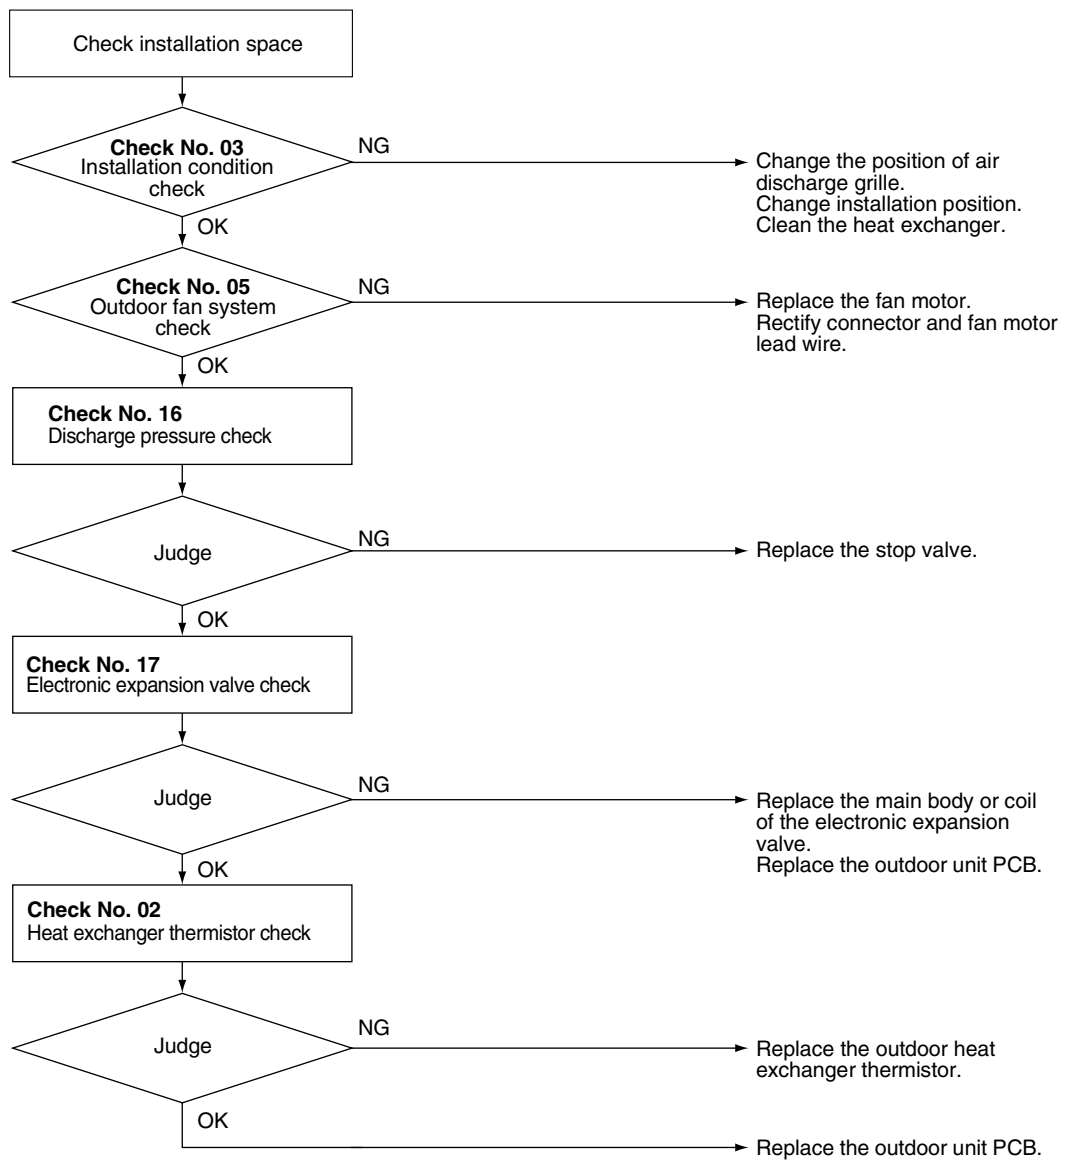 Check installation space
Check No. 03
Installation condition
check
NG
Change the position of air
discharge grille.
Change installation position.
Clean the heat exchanger.
OK
Check No. 05
Outdoor fan system
check
NG
Replace the fan motor.
Rectify connector and fan motor
lead wire.
OK
Check No. 16
Discharge pressure check
Judge
NG
Replace the stop valve.
OK
Check No. 17
Electronic expansion valve check
Judge
NG
Replace the main body or coil
of the electronic expansion
valve.
Replace the outdoor unit PCB.
OK
Check No. 02
Heat exchanger thermistor check
Judge
NG
Replace the outdoor heat
exchanger thermistor.
OK
Replace the outdoor unit PCB.